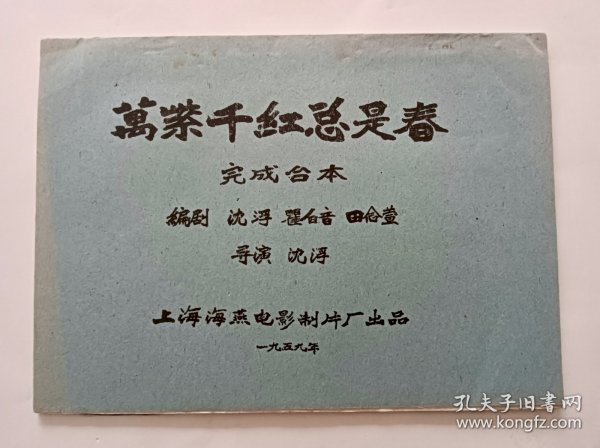 萬紫千红总是春
完成台本
编剧 沈浮 瞿白音 田念萱
导演 沈浮
上海海燕电影制片厂出品
一九五九年
孔夫子旧书网
www.kongfz.com